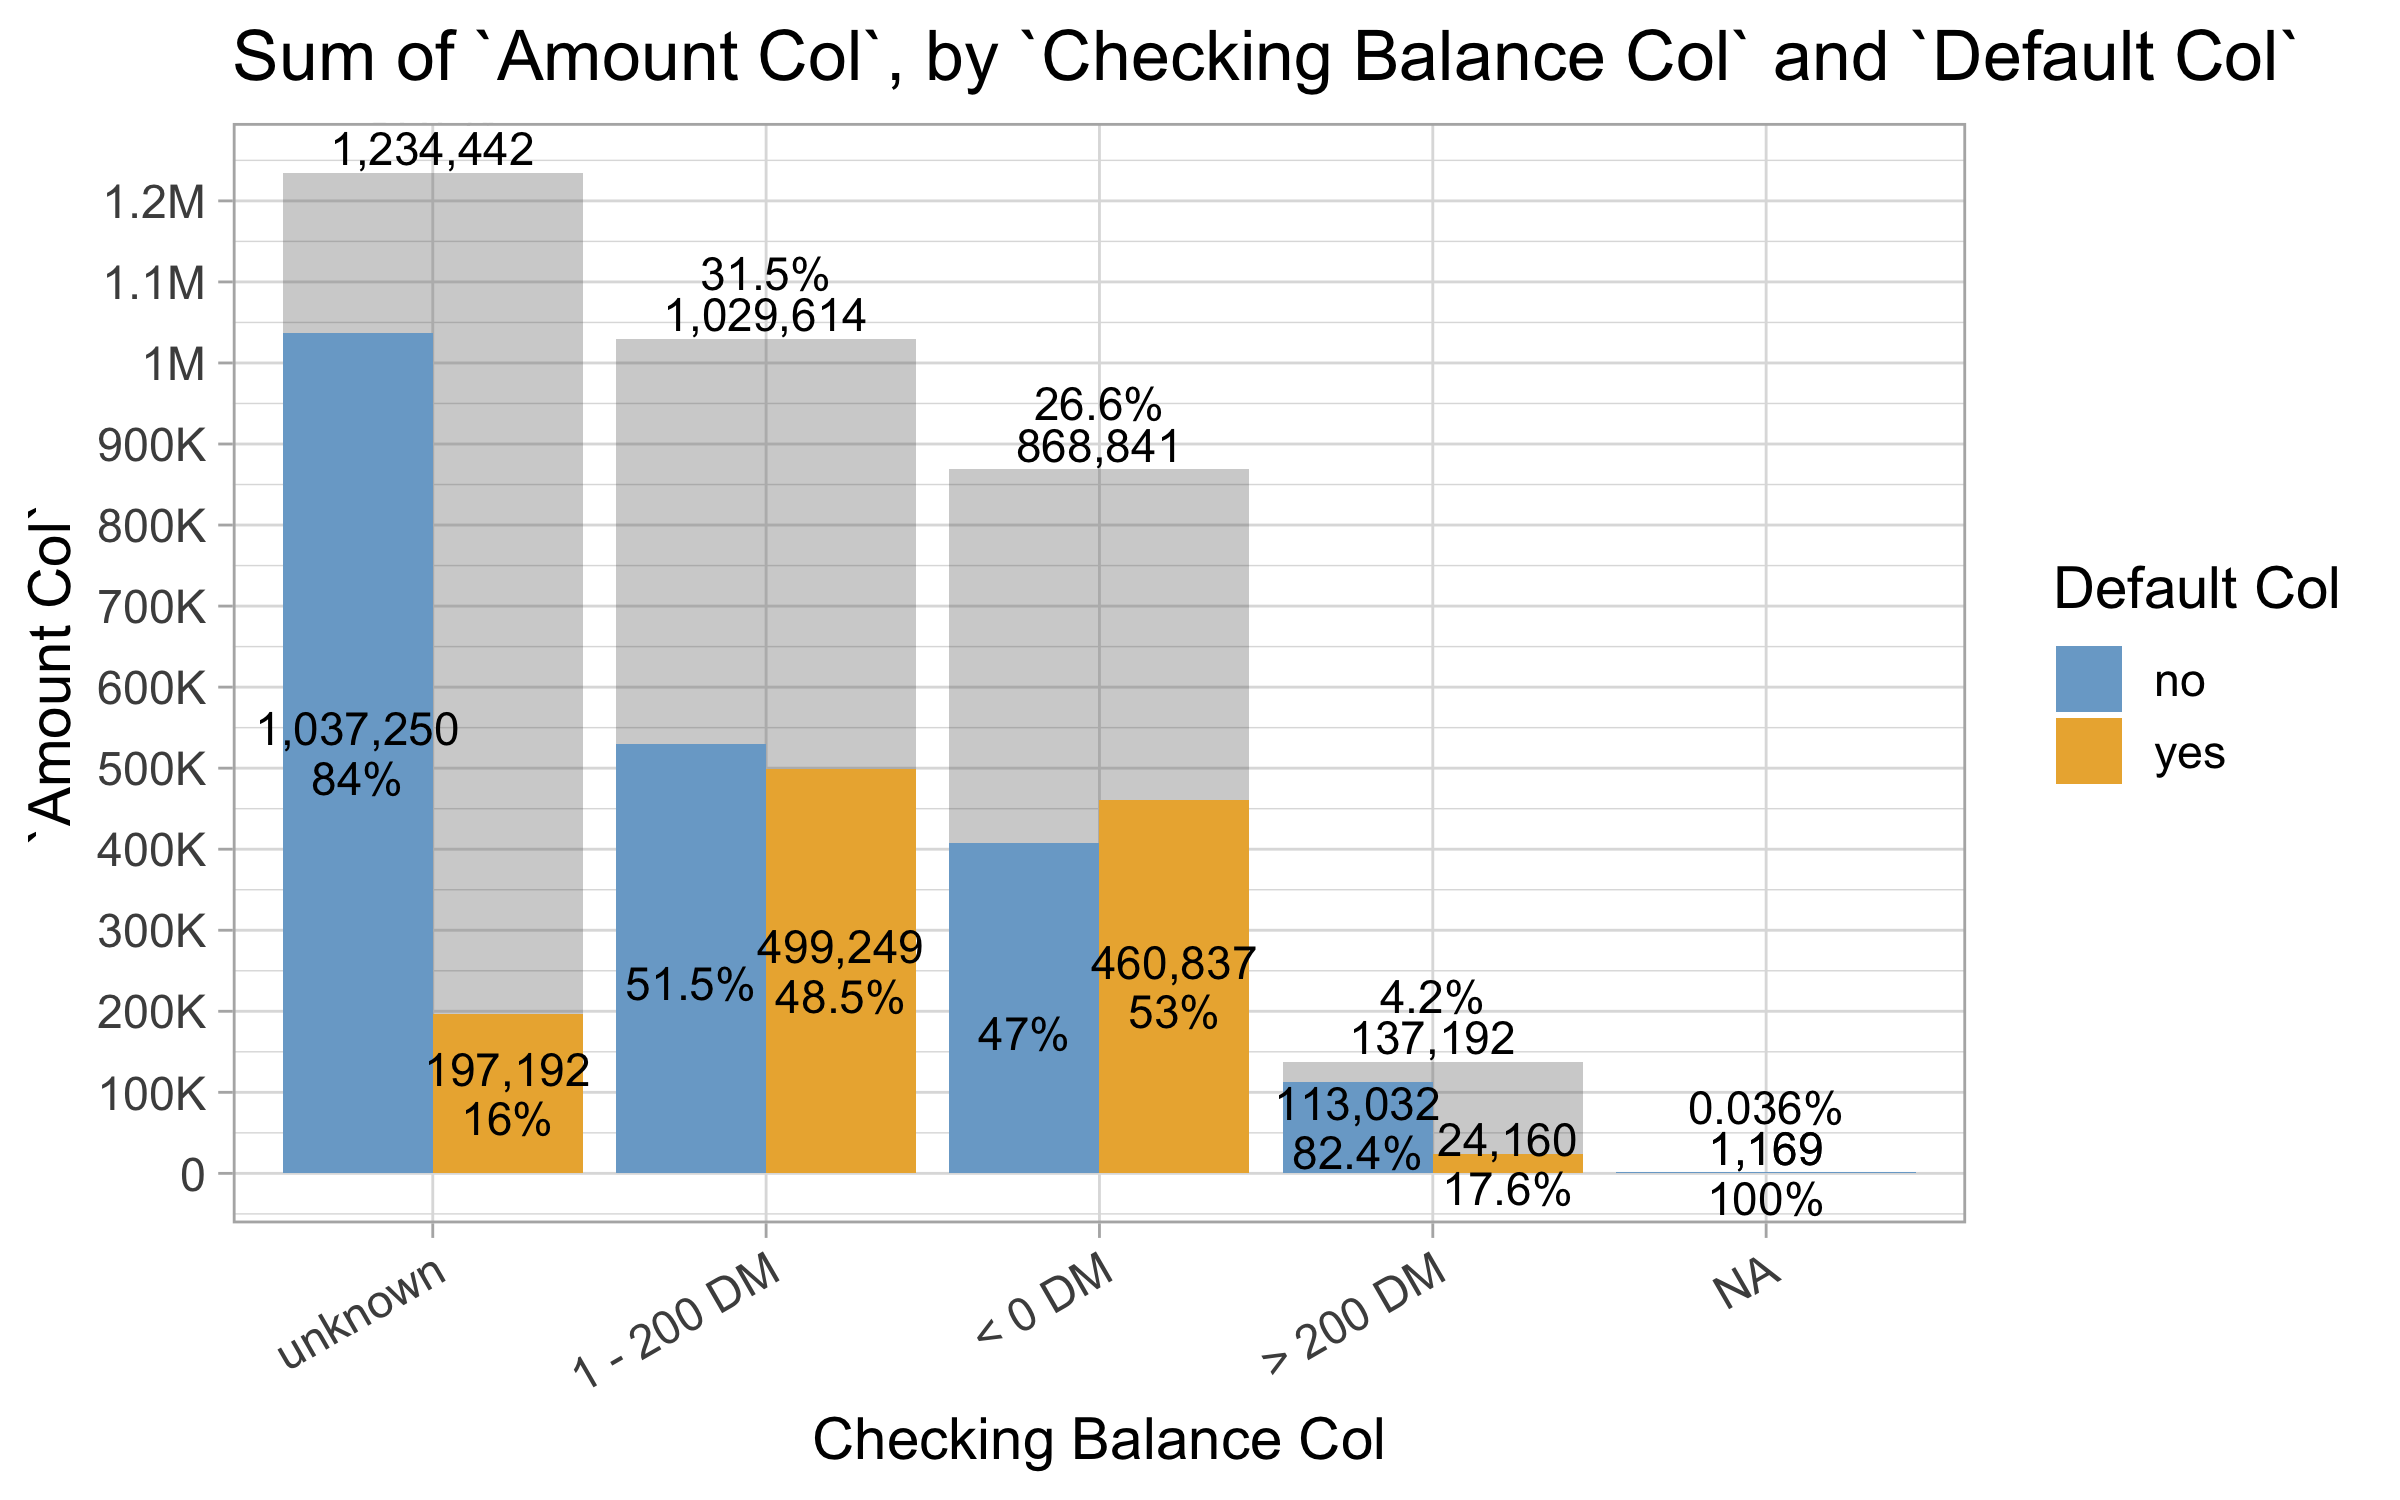 Sum of `Amount Col`, by `Checking Balance Col` and `Default Col`
`Amount Col`
1.2M
1.1M
1M
900K
800K
700K
600K
500K
400K
300K
200K
100K
0
1,234,442
1,037,250
84%
197,192
16%
31.5%
1,029,614
51.5%
499,249
48.5%
26.6%
868,841
47%
460,837
53%
4.2%
137,192
113,032
82.4%
24,160
17.6%
0.036%
1,169
100%
unknown
1 - 200 DM
< 0 DM
> 200 DM
NA
Checking Balance Col
Default Col
no
yes